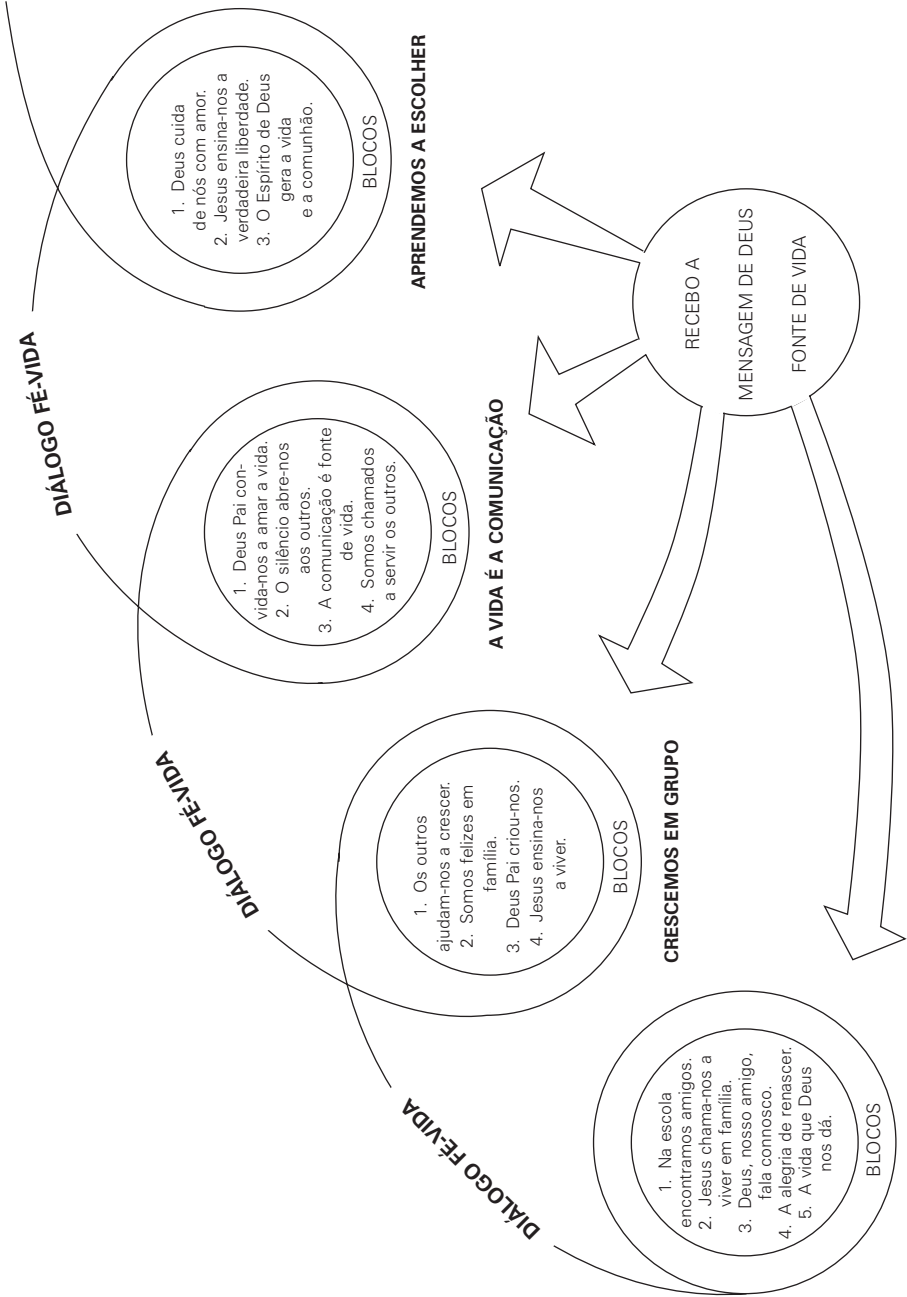 DIÁLOGO FÉ-VIDA
DIÁLOGO FÉ-VIDA
DIÁLOGO FÉ-VIDA
1. Na escola
encontramos amigos.
2. Jesus chama-nos a
viver em família.
3. Deus, nosso amigo,
fala connosco.
4. A alegria de renascer.
5. A vida que Deus
nos dá.
BLOCOS
1. Os outros
ajudam-nos a crescer.
2. Somos felizes em
família.
3. Deus Pai criou-nos.
4. Jesus ensina-nos
a viver.
BLOCOS
CRESCEMOS EM GRUPO
1. Deus Pai con-
vida-nos a amar a vida.
2. O silêncio abre-nos
aos outros.
3. A comunicação é fonte
de vida.
4. Somos chamados
a servir os outros.
BLOCOS
A VIDA É A COMUNICAÇÃO
1. Deus cuida
de nós com amor.
2. Jesus ensina-nos a
verdadeira liberdade.
3. O Espírito de Deus
gera a vida
e a comunhão.
BLOCOS
APRENDEMOS A ESCOLHER
RECEBO A
MENSAGEM DE DEUS
FONTE DE VIDA